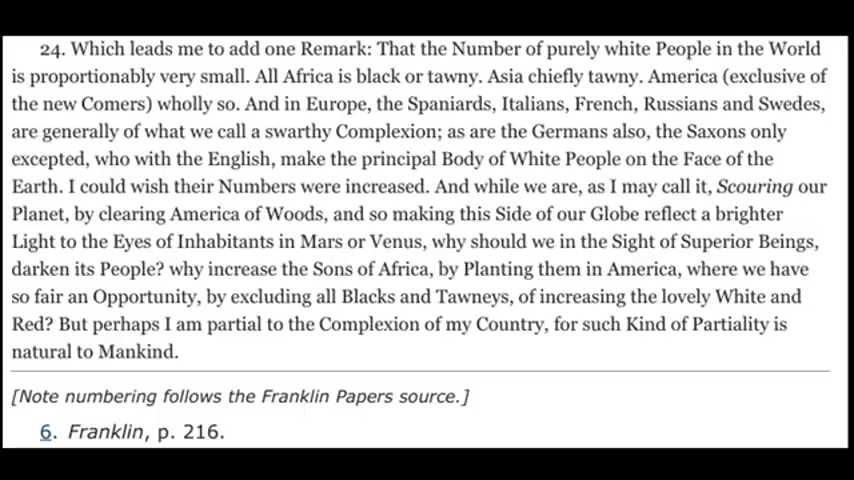 24. Which leads me to add one Remark: That the Number of purely white People in the World
is proportionably very small. All Africa is black or tawny. Asia chiefly tawny. America (exclusive of
the new Comers) wholly so. And in Europe, the Spaniards, Italians, French, Russians and Swedes,
are generally of what we call a swarthy Complexion; as are the Germans also, the Saxons only
excepted, who with the English, make the principal Body of White People on the Face of the
Earth. I could wish their Numbers were increased. And while we are, as I may call it, Scouring our
Planet, by clearing America of Woods, and so making this Side of our Globe reflect a brighter
Light to the Eyes of Inhabitants in Mars or Venus, why should we in the Sight of Superior Beings,
darken its People? why increase the Sons of Africa, by Planting them in America, where we have
so fair an Opportunity, by excluding all Blacks and Tawneys, of increasing the lovely White and
Red? But perhaps I am partial to the Complexion of my Country, for such Kind of Partiality is
natural to Mankind.
[Note numbering follows the Franklin Papers source.]
6. Franklin, p. 216.